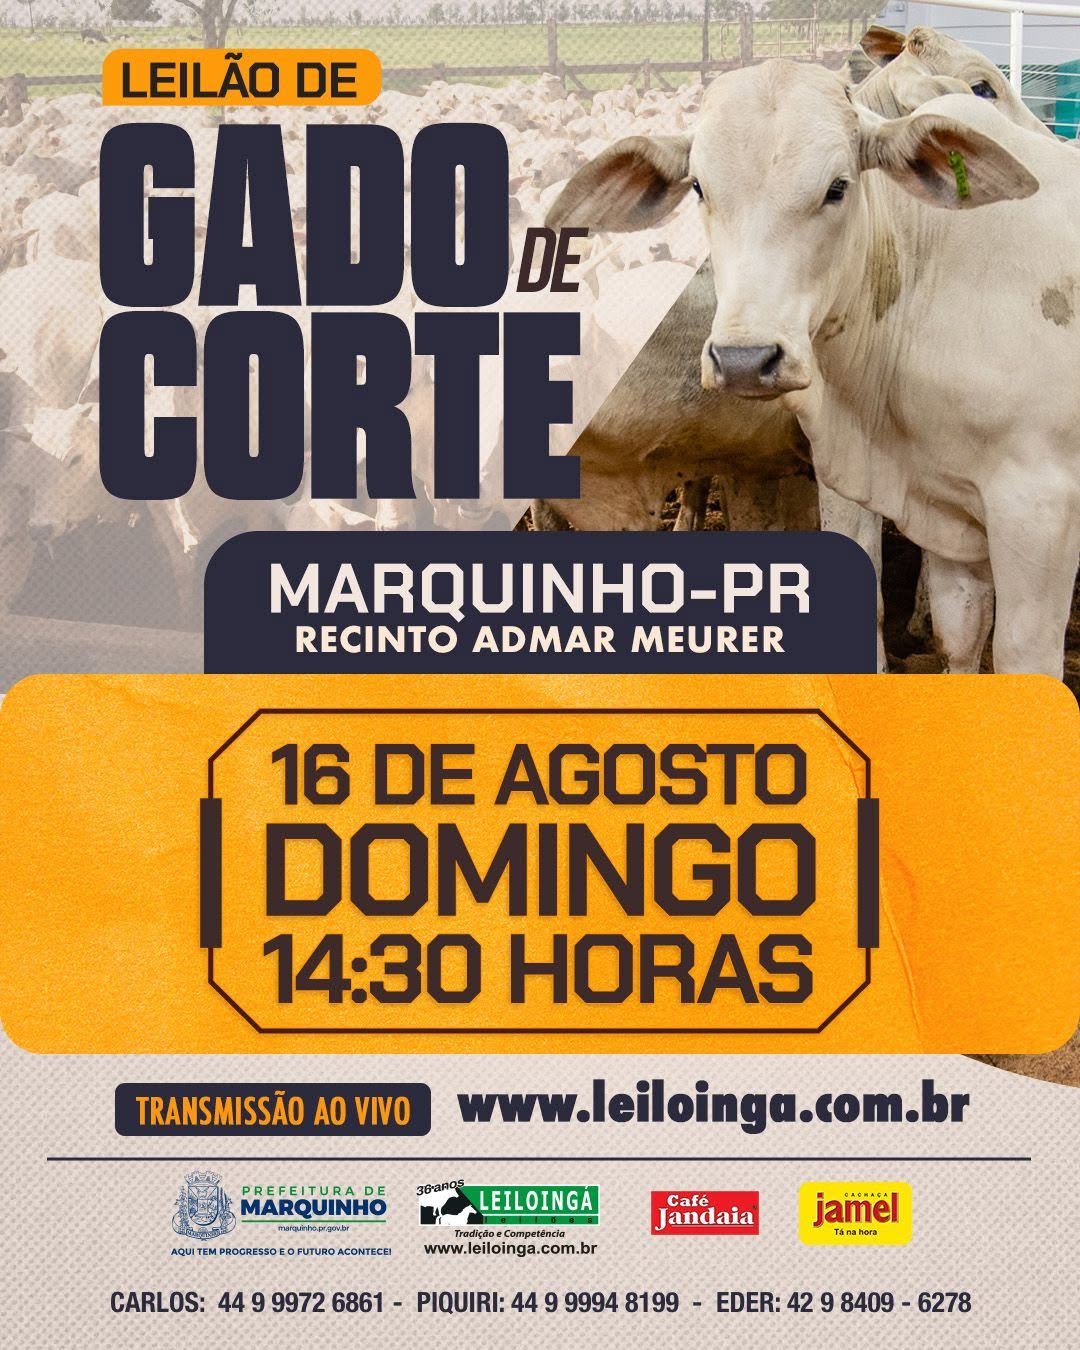 LEILÃO DE
GADO DE
CORTE
MARQUINHO-PR
RECINTO ADMAR MEURER
16 DE AGOSTO
DOMINGO
14:30 HORAS
TRANSMISSÃO AO VIVO
www.leiloinga.com.br
PREFEITURA DE
MARQUINHO
marquinho.pr.gov.br
AQUI TEM PROGRESSO E O FUTURO ACONTECE!
36 anos
LEILOINGÁ
leilões
Tradição e Competência
www.leiloinga.com.br
Café
Jandaia
CACHAÇA
jamel
Tá na hora
CARLOS: 44 9 9972 6861 - PIQUIRI: 44 9 9994 8199 - EDER: 42 9 8409 - 6278